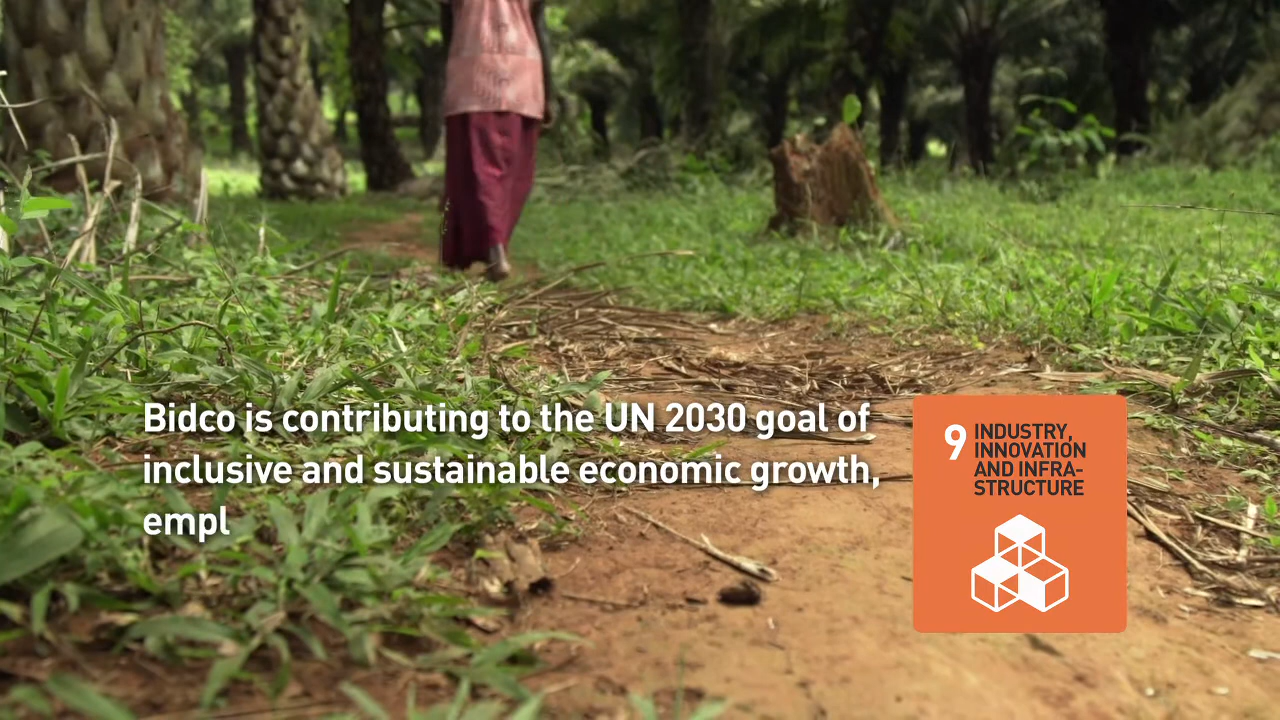 Bidco is contributing to the UN 2030 goal of
inclusive and sustainable economic growth,
empl
9 INDUSTRY,
INNOVATION
AND INFRA-
STRUCTURE